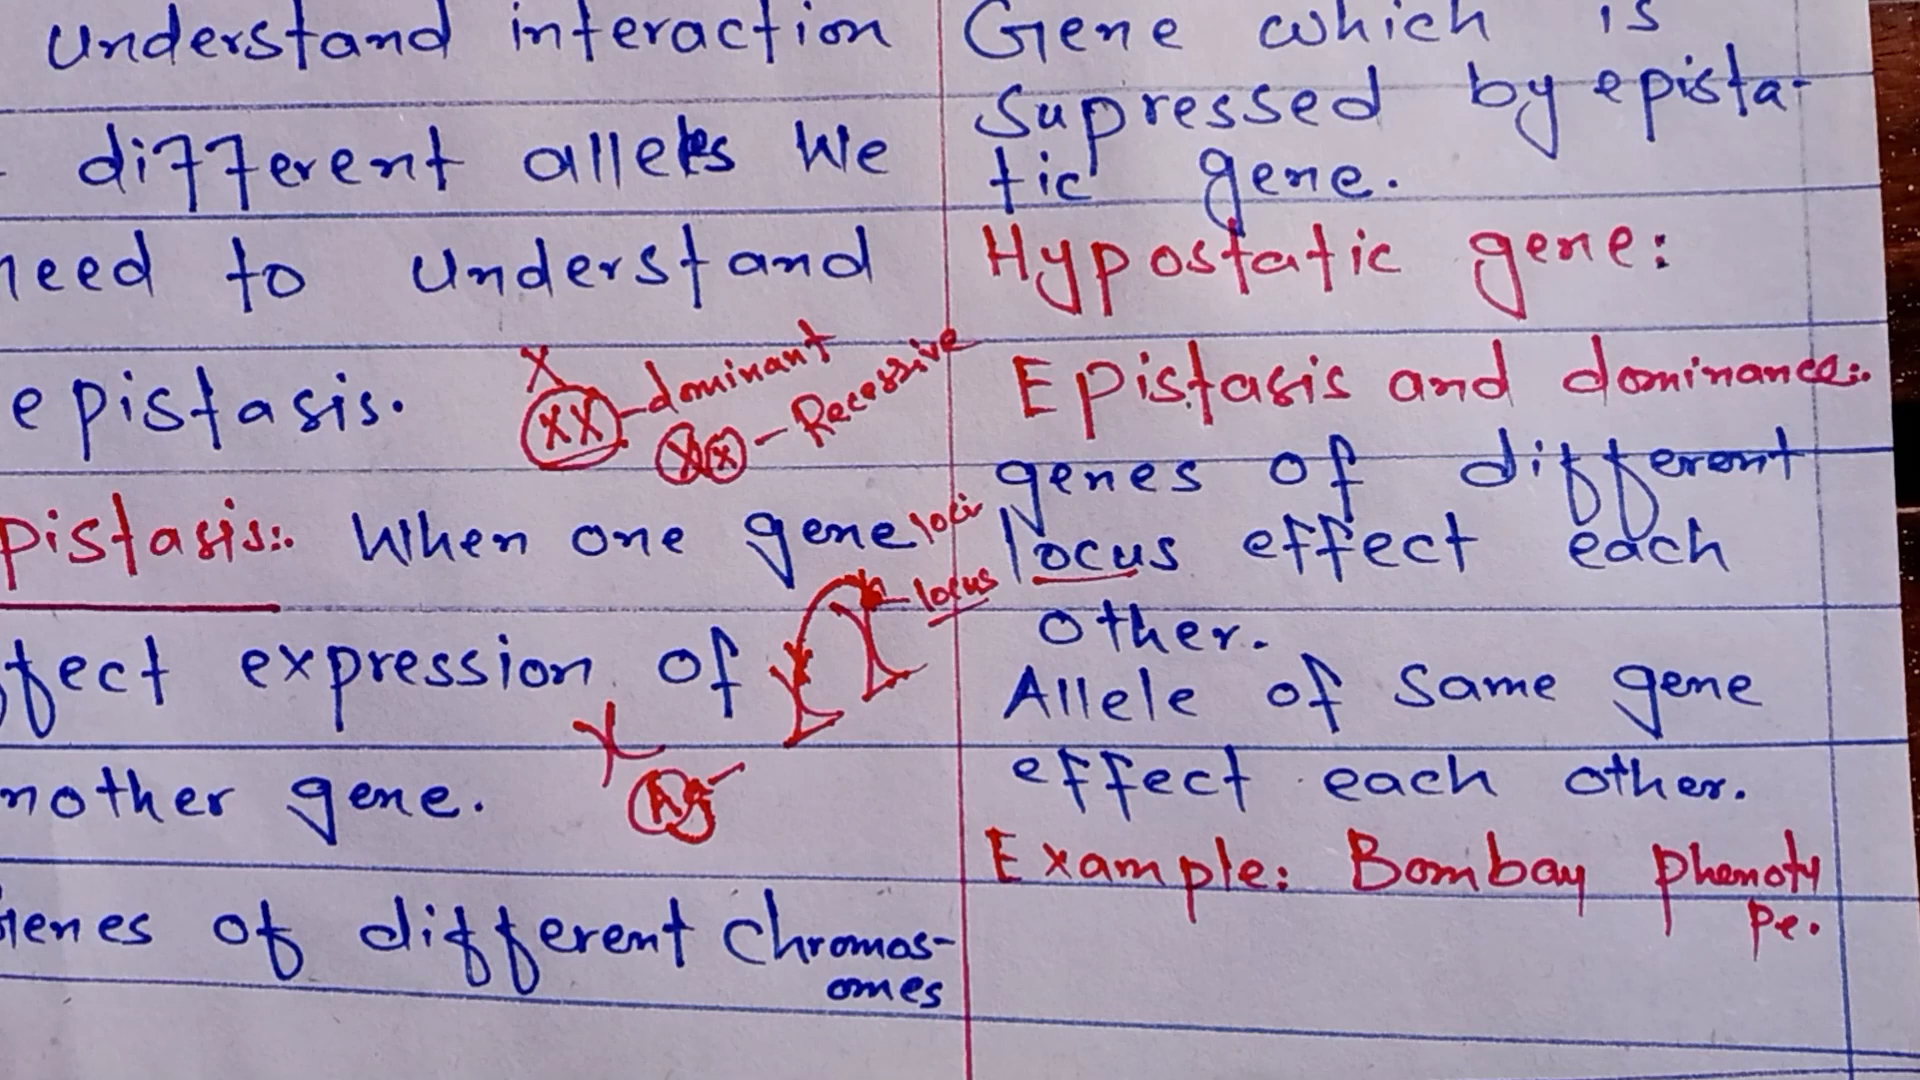 understand interaction
different alleles We
need to understand
epistasis.
X
XX - dominant
XX - Recessive
pistasis:. When one gene
loci
locus
fect expression of
nother gene.
enes of different Chromos-
omes
Gene which is
Supressed by epista-
tic gene.
Hypostatic gene:
Epistasis and dominance:.
genes of different
locus effect each
other.
Allele of same gene
effect each other.
Example: Bombay Phenoty
Pe.